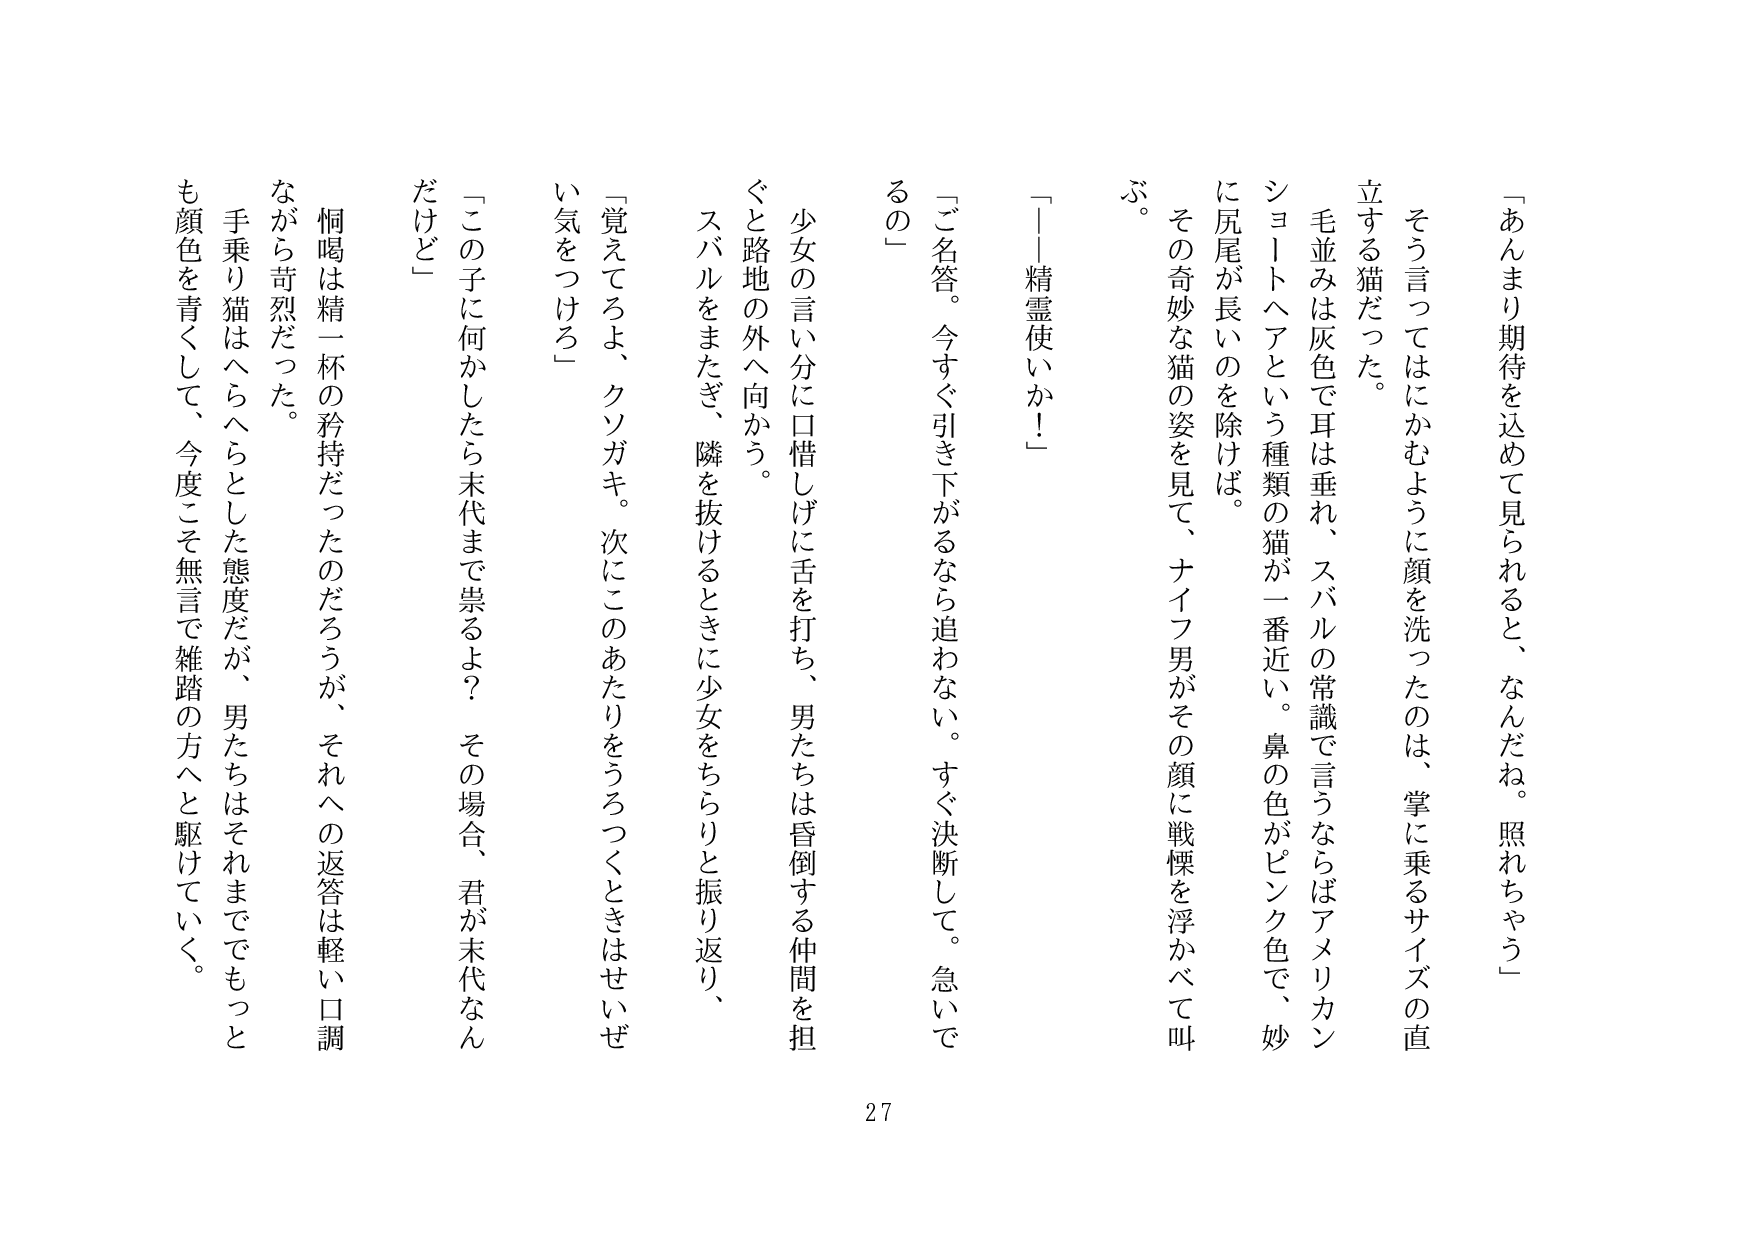 「あんまり期待を込めて見られると、なんだね。照れちゃう」
そう言ってはにかむように顔を洗ったのは、掌に乗るサイズの直
立する猫だった。
毛並みは灰色で耳は垂れ、スバルの常識で言うならばアメリカン
ショートヘアという種類の猫が一番近い。鼻の色がピンク色で、妙
に尻尾が長いのを除けば。
その奇妙な猫の姿を見て、ナイフ男がその顔に戦慄を浮かべて叫
ぶ。
「――精霊使いか！」
「ご名答。今すぐ引き下がるなら追わない。すぐ決断して。急いで
るの」
少女の言い分に口惜しげに舌を打ち、男たちは昏倒する仲間を担
ぐと路地の外へ向かう。
スバルをまたぎ、隣を抜けるときに少女をちらりと振り返り、
「覚えてろよ、クソガキ。次にこのあたりをうろつくときはせいぜ
い気をつけろ」
「この子に何かしたら末代まで祟るよ？　その場合、君が末代なん
だけど」
恫喝は精一杯の矜持だったのだろうが、それへの返答は軽い口調
ながら苛烈だった。
手乗り猫はへらへらとした態度だが、男たちはそれまででもっと
も顔色を青くして、今度こそ無言で雑踏の方へと駆けていく。
27